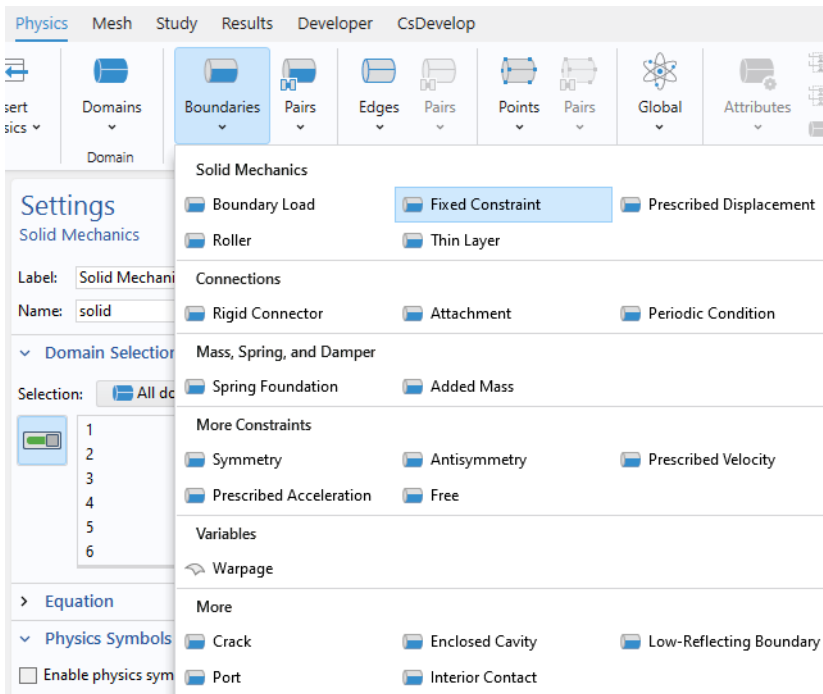 Physics Mesh Study Results Developer CsDevelop
sert Domains Boundaries Pairs Edges Pairs Points Pairs Global Attributes
sics
Domain
Settings
Solid Mechanics
Label: Solid Mechani
Name: solid
Domain Selection
Selection: All do
1
2
3
4
5
6
Equation
Physics Symbols
Enable physics sym
Solid Mechanics
Boundary Load Fixed Constraint Prescribed Displacement
Roller Thin Layer
Connections
Rigid Connector Attachment Periodic Condition
Mass, Spring, and Damper
Spring Foundation Added Mass
More Constraints
Symmetry Antisymmetry Prescribed Velocity
Prescribed Acceleration Free
Variables
Warpage
More
Crack Enclosed Cavity Low-Reflecting Boundary
Port Interior Contact